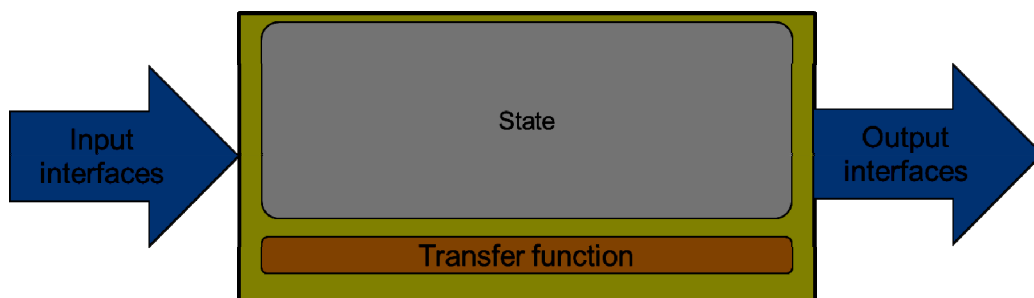 Input
interfaces
State
Transfer function
Output
interfaces